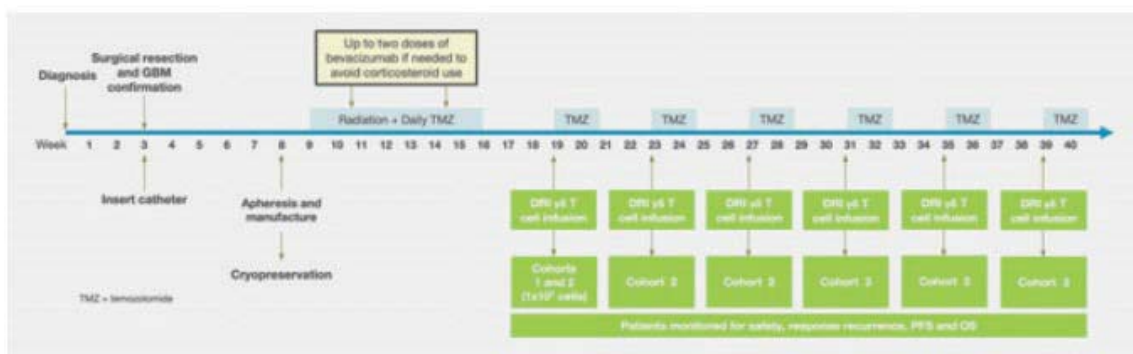 Up to two doses of
bevacizumab if needed to
avoid corticosteroid use
Surgical resection
and GBM
confirmation
Diagnosis
Radiation + Daily TMZ
TMZ
TMZ
TMZ
TMZ
TMZ
TMZ
Week 1 2 3 4 5 6 7 8 9 10 11 12 13 14 15 16 17 18 19 20 21 22 23 24 25 26 27 28 29 30 31 32 33 34 35 36 37 38 39 40
Insert catheter
Apheresis and
manufacture
Cryopreservation
DRI γδ T
cell infusion
DRI γδ T
cell infusion
DRI γδ T
cell infusion
DRI γδ T
cell infusion
DRI γδ T
cell infusion
DRI γδ T
cell infusion
Cohorts
1 and 2
cells)
Cohort 2
Cohort
Cohort
Cohort
Cohort
TMZ = temozolomide
Patients monitored for safety, response recurrence, PFS and OS